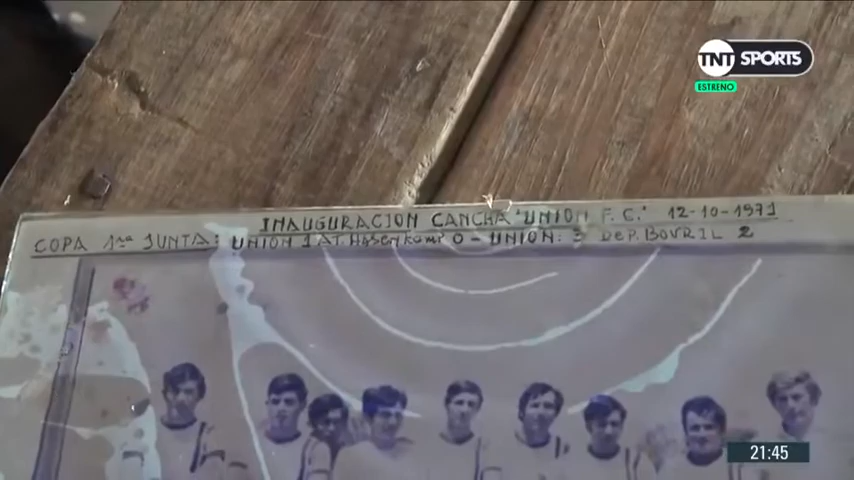 TNT SPORTS
ESTRENO
INAUGURACION CANCHA "UNION F.C." 12-10-1971
COPA 1ra JUNTA: UNION 1 AT. HASENKAMP 0 - UNION: 3 DEP. BOVRIL 2
21:45